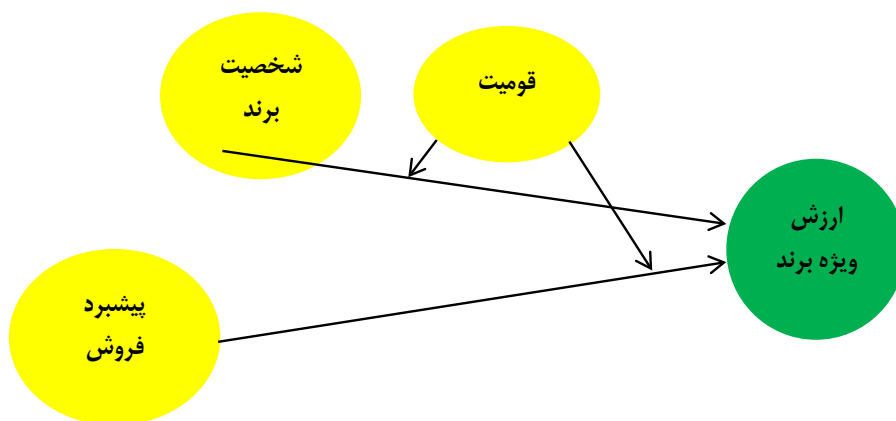 شخصیت
برند
قومیت
ارزش
ویژه برند
پیشبرد
فروش